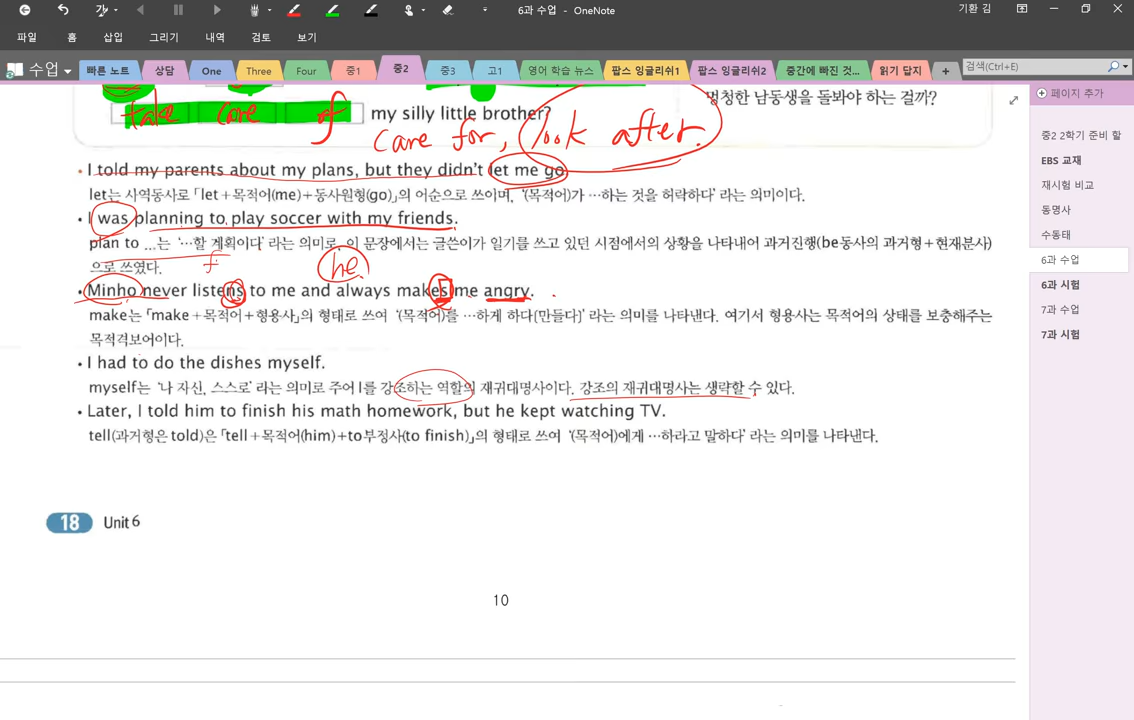 6과 수업 - OneNote
기환 김
파일 홈 삽입 그리기 내역 검토 보기
수업 빠른 노트 상담 One Three Four 중1 중2 중3 고1 영어 학습 뉴스 팝스 잉글리쉬1 팝스 잉글리쉬2 중간에 빠진 것... 읽기 답지 + 검색(Ctrl+E)
페이지 추가
중2 2학기 준비 할
EBS 교재
재시험 비교
동명사
수동태
6과 수업
6과 시험
7과 수업
7과 시험
멍청한 남동생을 돌봐야 하는 걸까?
take care of my silly little brother?
care for, look after.
• I told my parents about my plans, but they didn't let me go.
let는 사역동사로 「let+목적어(me)+동사원형(go)」의 어순으로 쓰이며, '(목적어)가 …하는 것을 허락하다' 라는 의미이다.
• I was planning to play soccer with my friends.
plan to ...는 '…할 계획이다' 라는 의미로, 이 문장에서는 글쓴이가 일기를 쓰고 있던 시점에서의 상황을 나타내어 과거진행(be동사의 과거형+현재분사)
으로 쓰였다.
he
• Minho never listens to me and always makes me angry.
make는 「make+목적어+형용사」의 형태로 쓰여 '(목적어)를 …하게 하다[만들다]' 라는 의미를 나타낸다. 여기서 형용사는 목적어의 상태를 보충해주는
목적격보어이다.
• I had to do the dishes myself.
myself는 '나 자신, 스스로' 라는 의미로 주어 I를 강조하는 역할의 재귀대명사이다. 강조의 재귀대명사는 생략할 수 있다.
• Later, I told him to finish his math homework, but he kept watching TV.
tell(과거형은 told)은 「tell+목적어(him)+to부정사(to finish)」의 형태로 쓰여 '(목적어)에게 …하라고 말하다' 라는 의미를 나타낸다.
18 Unit 6
10